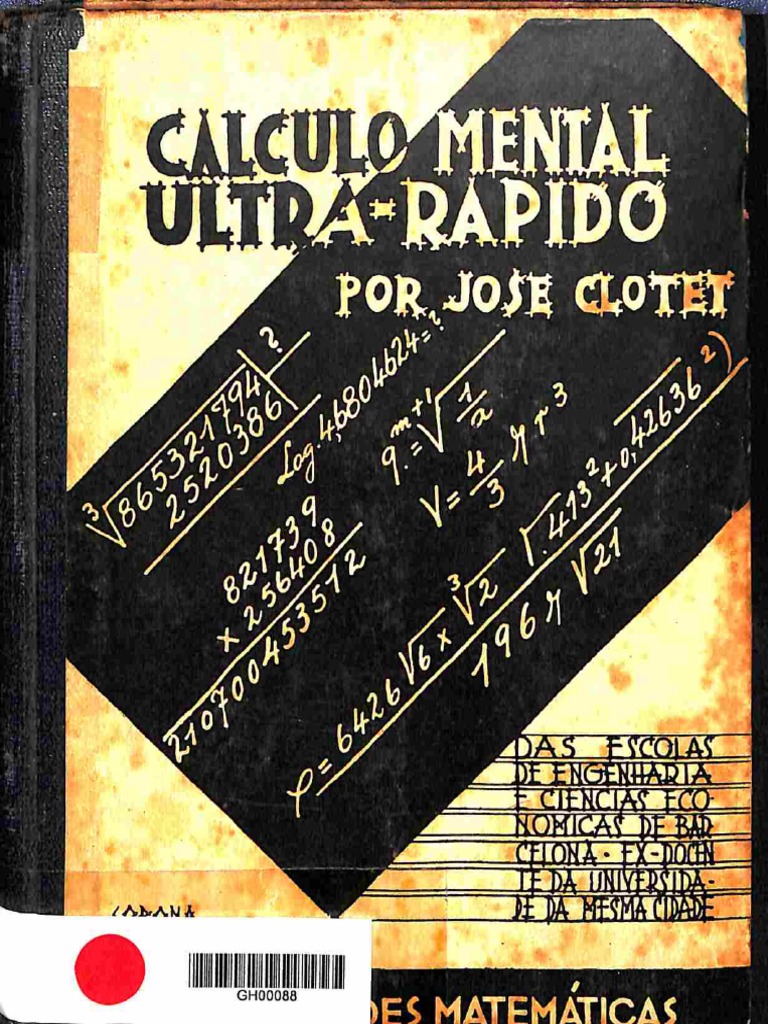 CALCULO MENTAL
ULTRA=RAPIDO
POR JOSE CLOTET
∛865321794 ?
2520386
Log. 4,6804624=?
q.=ᵐ⁺¹√1/2
V=4/3 π r³
821739
x 256408
210700453512
φ= 6426√6 x ∛2 √.413²+0,42636²)
196 π √21
DAS ESCOLAS
DE ENGENHARIA
E CIENCIAS ECO
NOMICAS DE BAR
CELONA · EX-DOCEN
TE DA UNIVERSIDA-
DE DA MESMA CIDADE
GH00088
DES MATEMÁTICAS